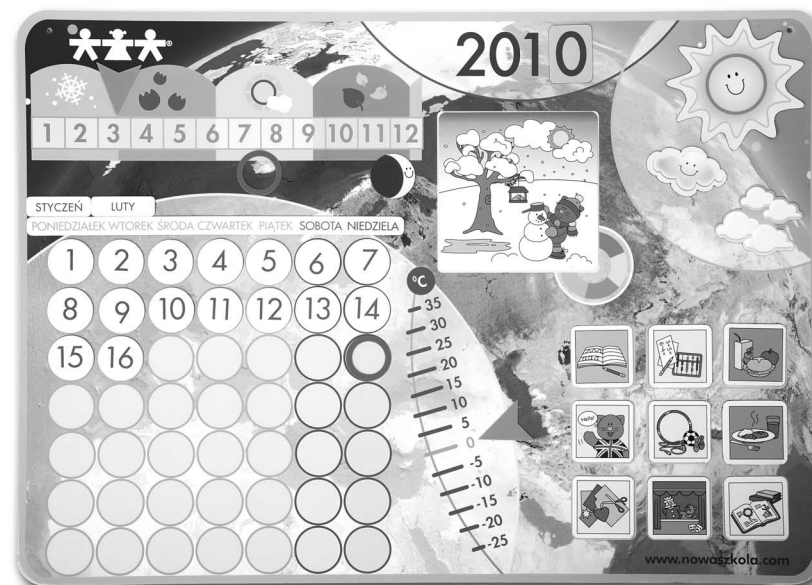 2010
1 2 3 4 5 6 7 8 9 10 11 12
STYCZEŃ LUTY
PONIEDZIAŁEK WTOREK ŚRODA CZWARTEK PIĄTEK SOBOTA NIEDZIELA
1 2 3 4 5 6 7
8 9 10 11 12 13 14
15 16
°C
35
30
25
20
15
10
5
0
-5
-10
-15
-20
-25
Hello!
www.nowaszkola.com